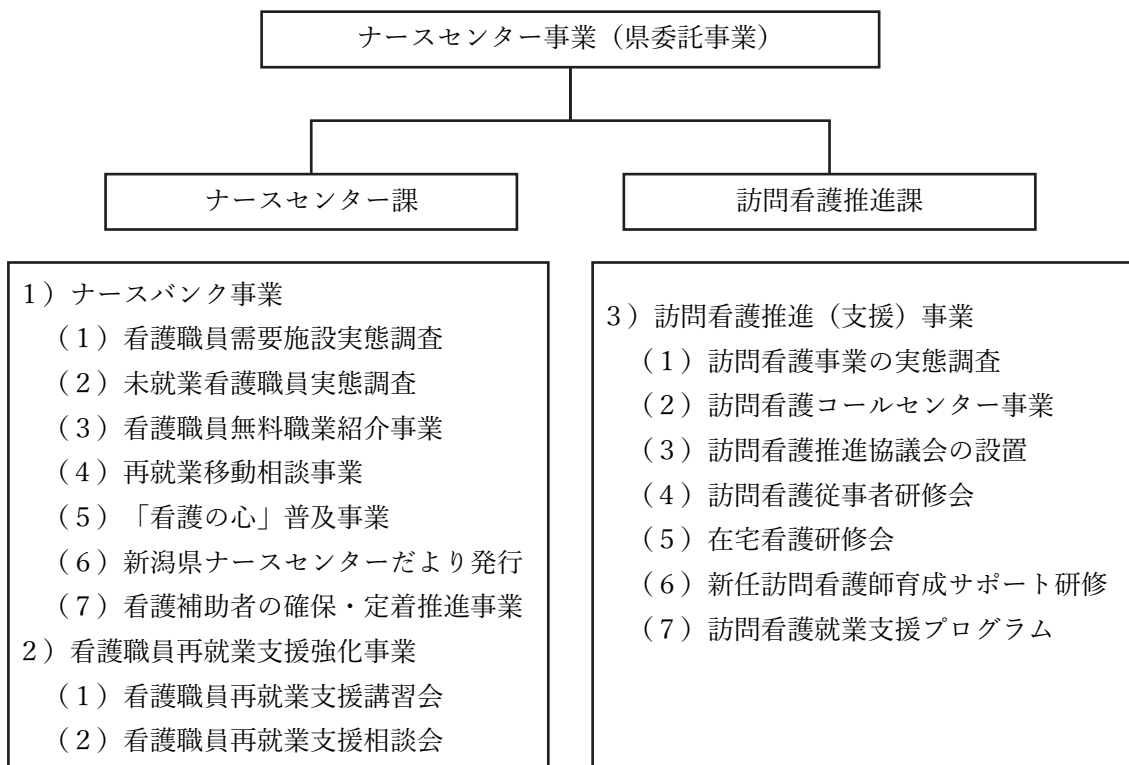 ナースセンター事業（県委託事業）
ナースセンター課
訪問看護推進課
１）ナースバンク事業
（１）看護職員需要施設実態調査
（２）未就業看護職員実態調査
（３）看護職員無料職業紹介事業
（４）再就業移動相談事業
（５）「看護の心」普及事業
（６）新潟県ナースセンターだより発行
（７）看護補助者の確保・定着推進事業
２）看護職員再就業支援強化事業
（１）看護職員再就業支援講習会
（２）看護職員再就業支援相談会
３）訪問看護推進（支援）事業
（１）訪問看護事業の実態調査
（２）訪問看護コールセンター事業
（３）訪問看護推進協議会の設置
（４）訪問看護従事者研修会
（５）在宅看護研修会
（６）新任訪問看護師育成サポート研修
（７）訪問看護就業支援プログラム